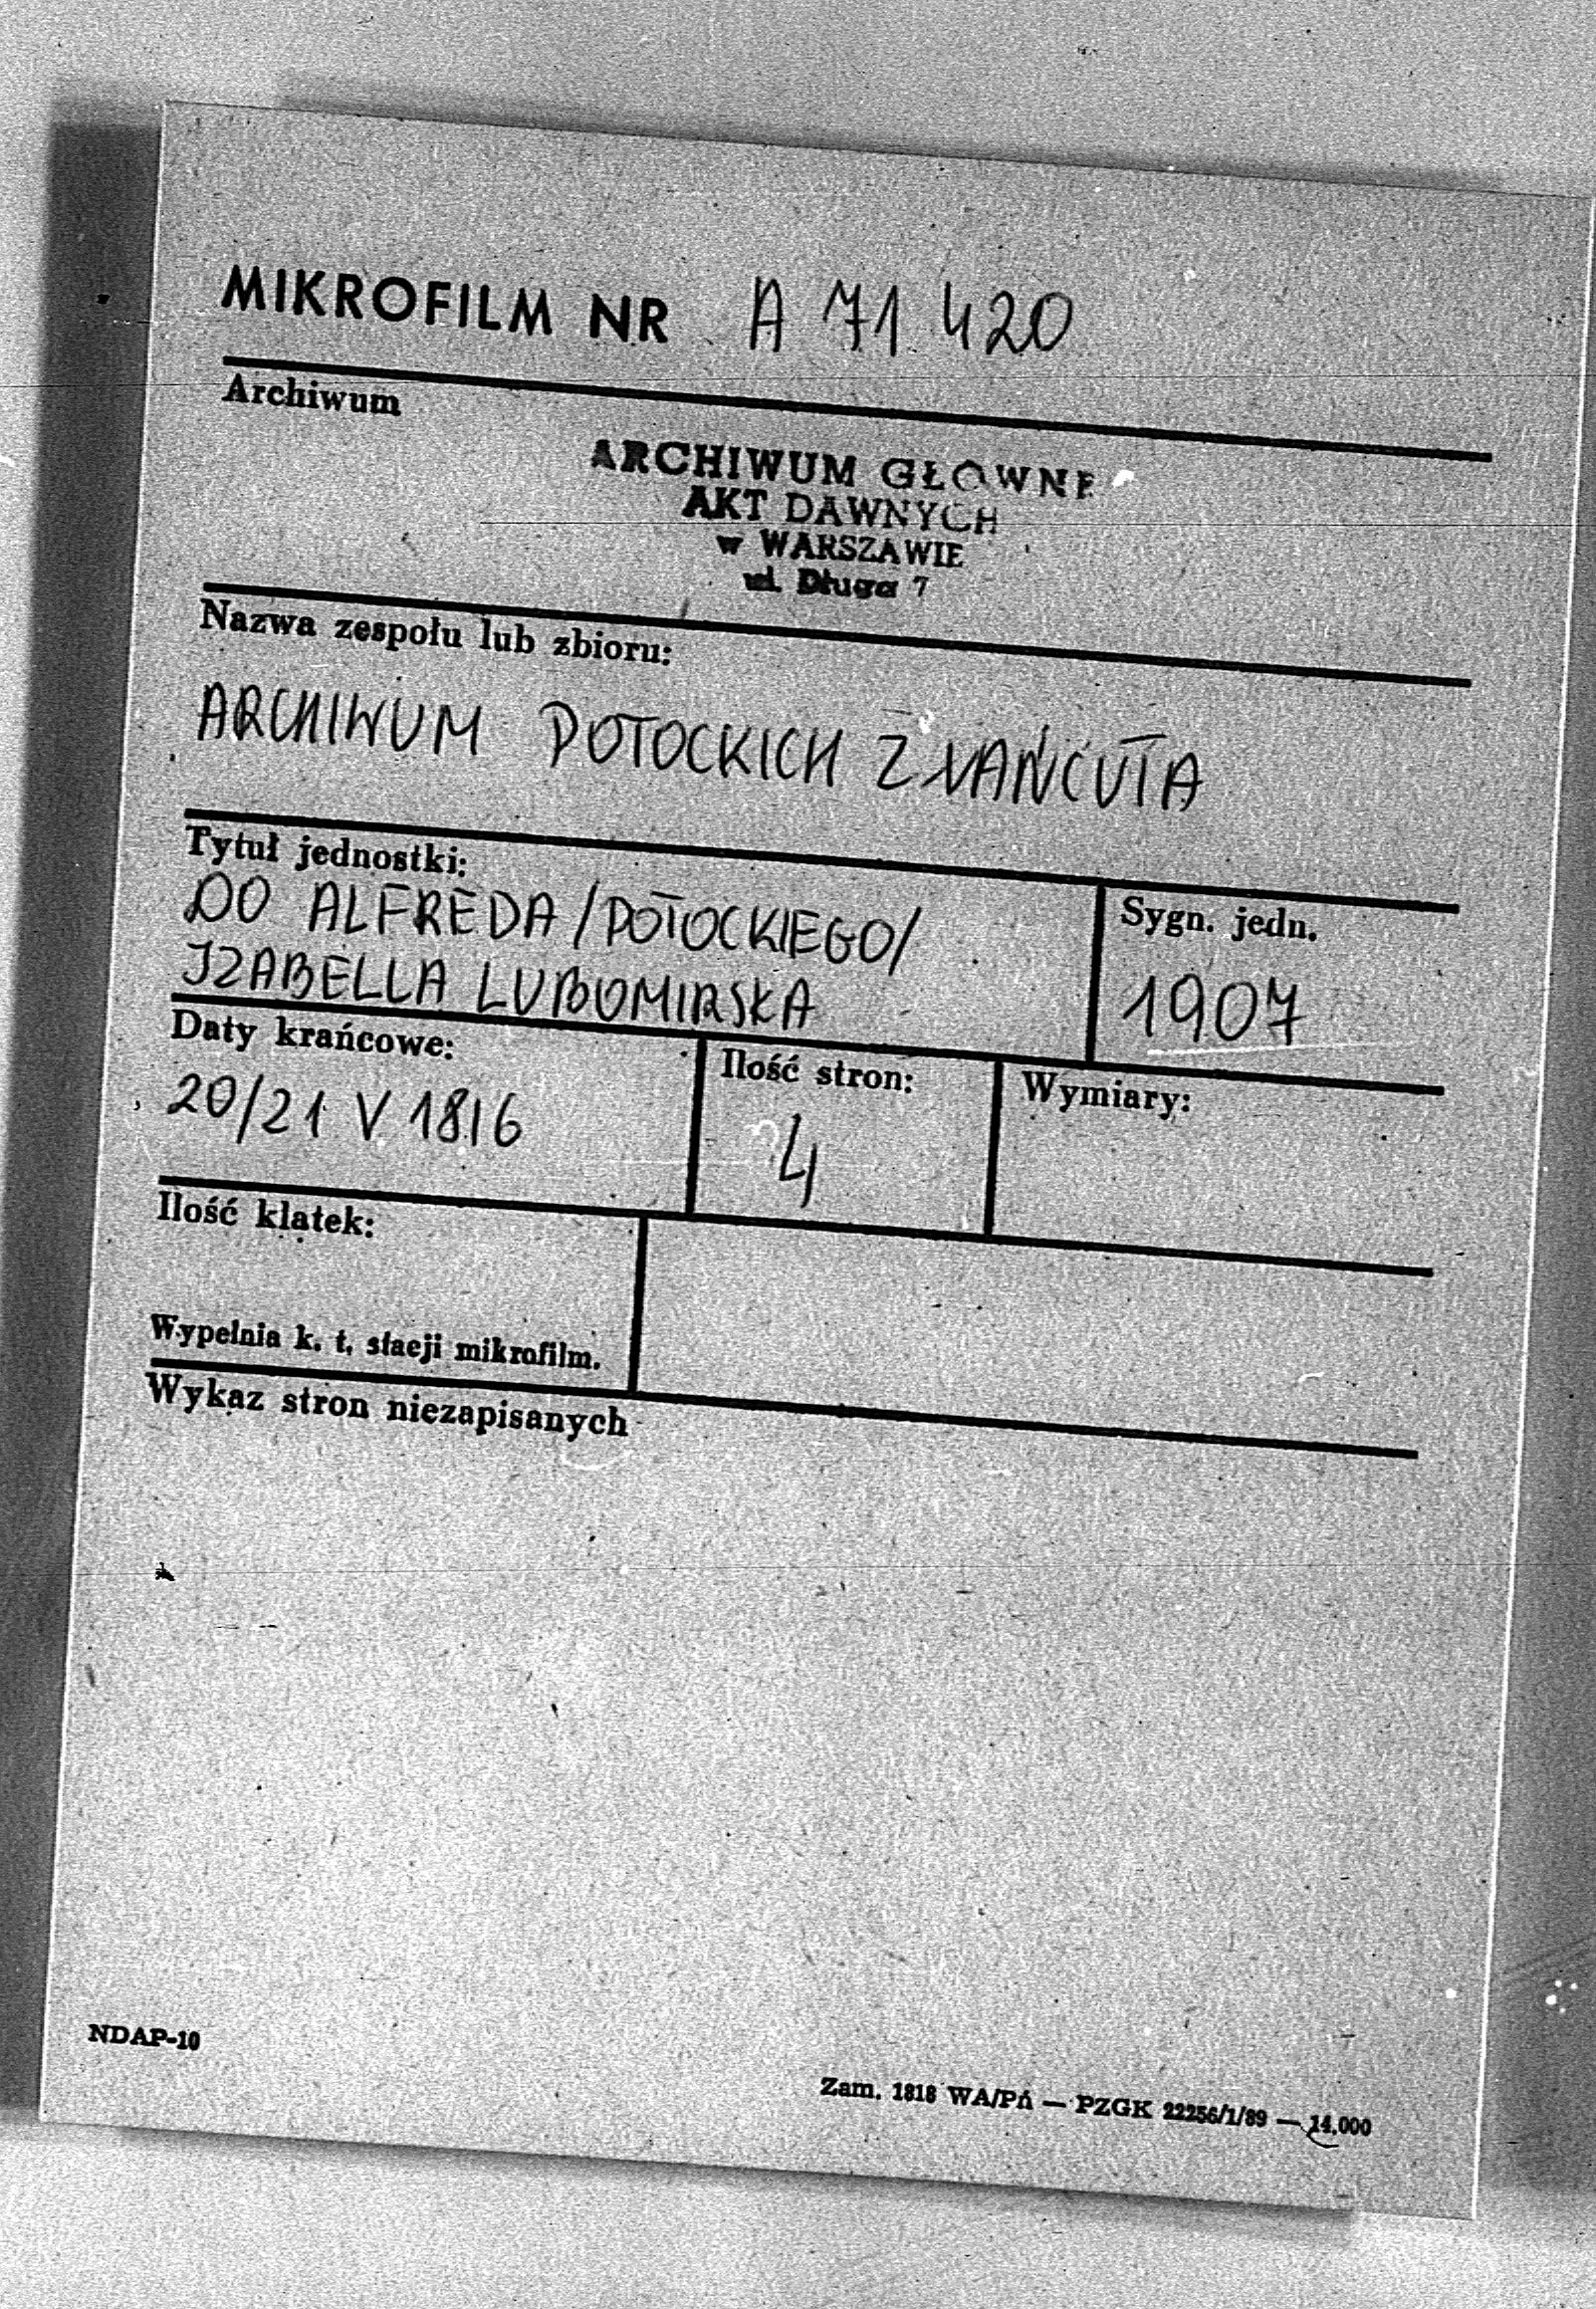 MIKROFILM NR A 71 420
Archiwum
ARCHIWUM GŁOWNE
AKT DAWNYCH
w WARSZAWIE
ul. Długa 7
Nazwa zespołu lub zbioru:
ARCHIWUM POTOCKICH Z ŁAŃCUTA
Tytuł jednostki:
DO ALFREDA /POTOCKIEGO/
IZABELLA LUBOMIRSKA
Sygn. jedn.
1907
Daty krańcowe:
20/21 V 1816
Ilość stron:
4
Wymiary:
Ilość klatek:
Wypełnia k. t. stacji mikrofilm.
Wykaz stron niezapisanych
NDAP-10
Zam. 1818 WA/Pń — PZGK 22256/1/89 — 14.000